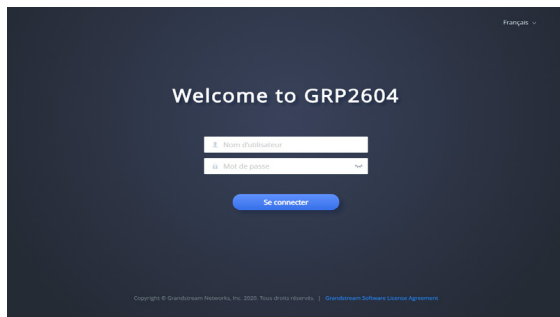 Français
Welcome to GRP2604
Nom d'utilisateur
Mot de passe
Se connecter
Copyright © Grandstream Networks, Inc. 2020. Tous droits réservés. | Grandstream Software License Agreement